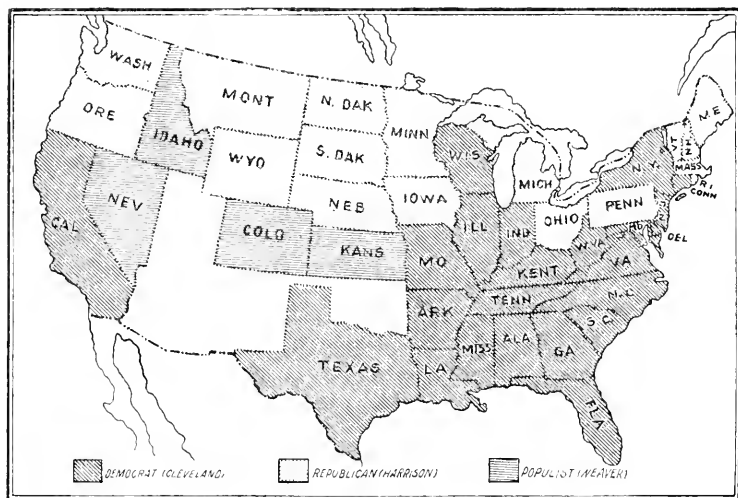 WASH
MONT
N. DAK
MINN
ORE
IDAHO
WYO
S. DAK
WIS
MICH
N.Y.
VT
N.H.
M.E
MASS
R.I
CONN
NEV
NEB
IOWA
PENN
N.J.
OHIO
IND
ILL
CAL
COLO
KANS
MO
W.VA
MD
DEL
VA
KENT
TENN
N.C
S.C.
ARK
MISS
ALA
GA
TEXAS
LA
FLA
DEMOCRAT (CLEVELAND)
REPUBLICAN (HARRISON)
POPULIST (WEAVER)